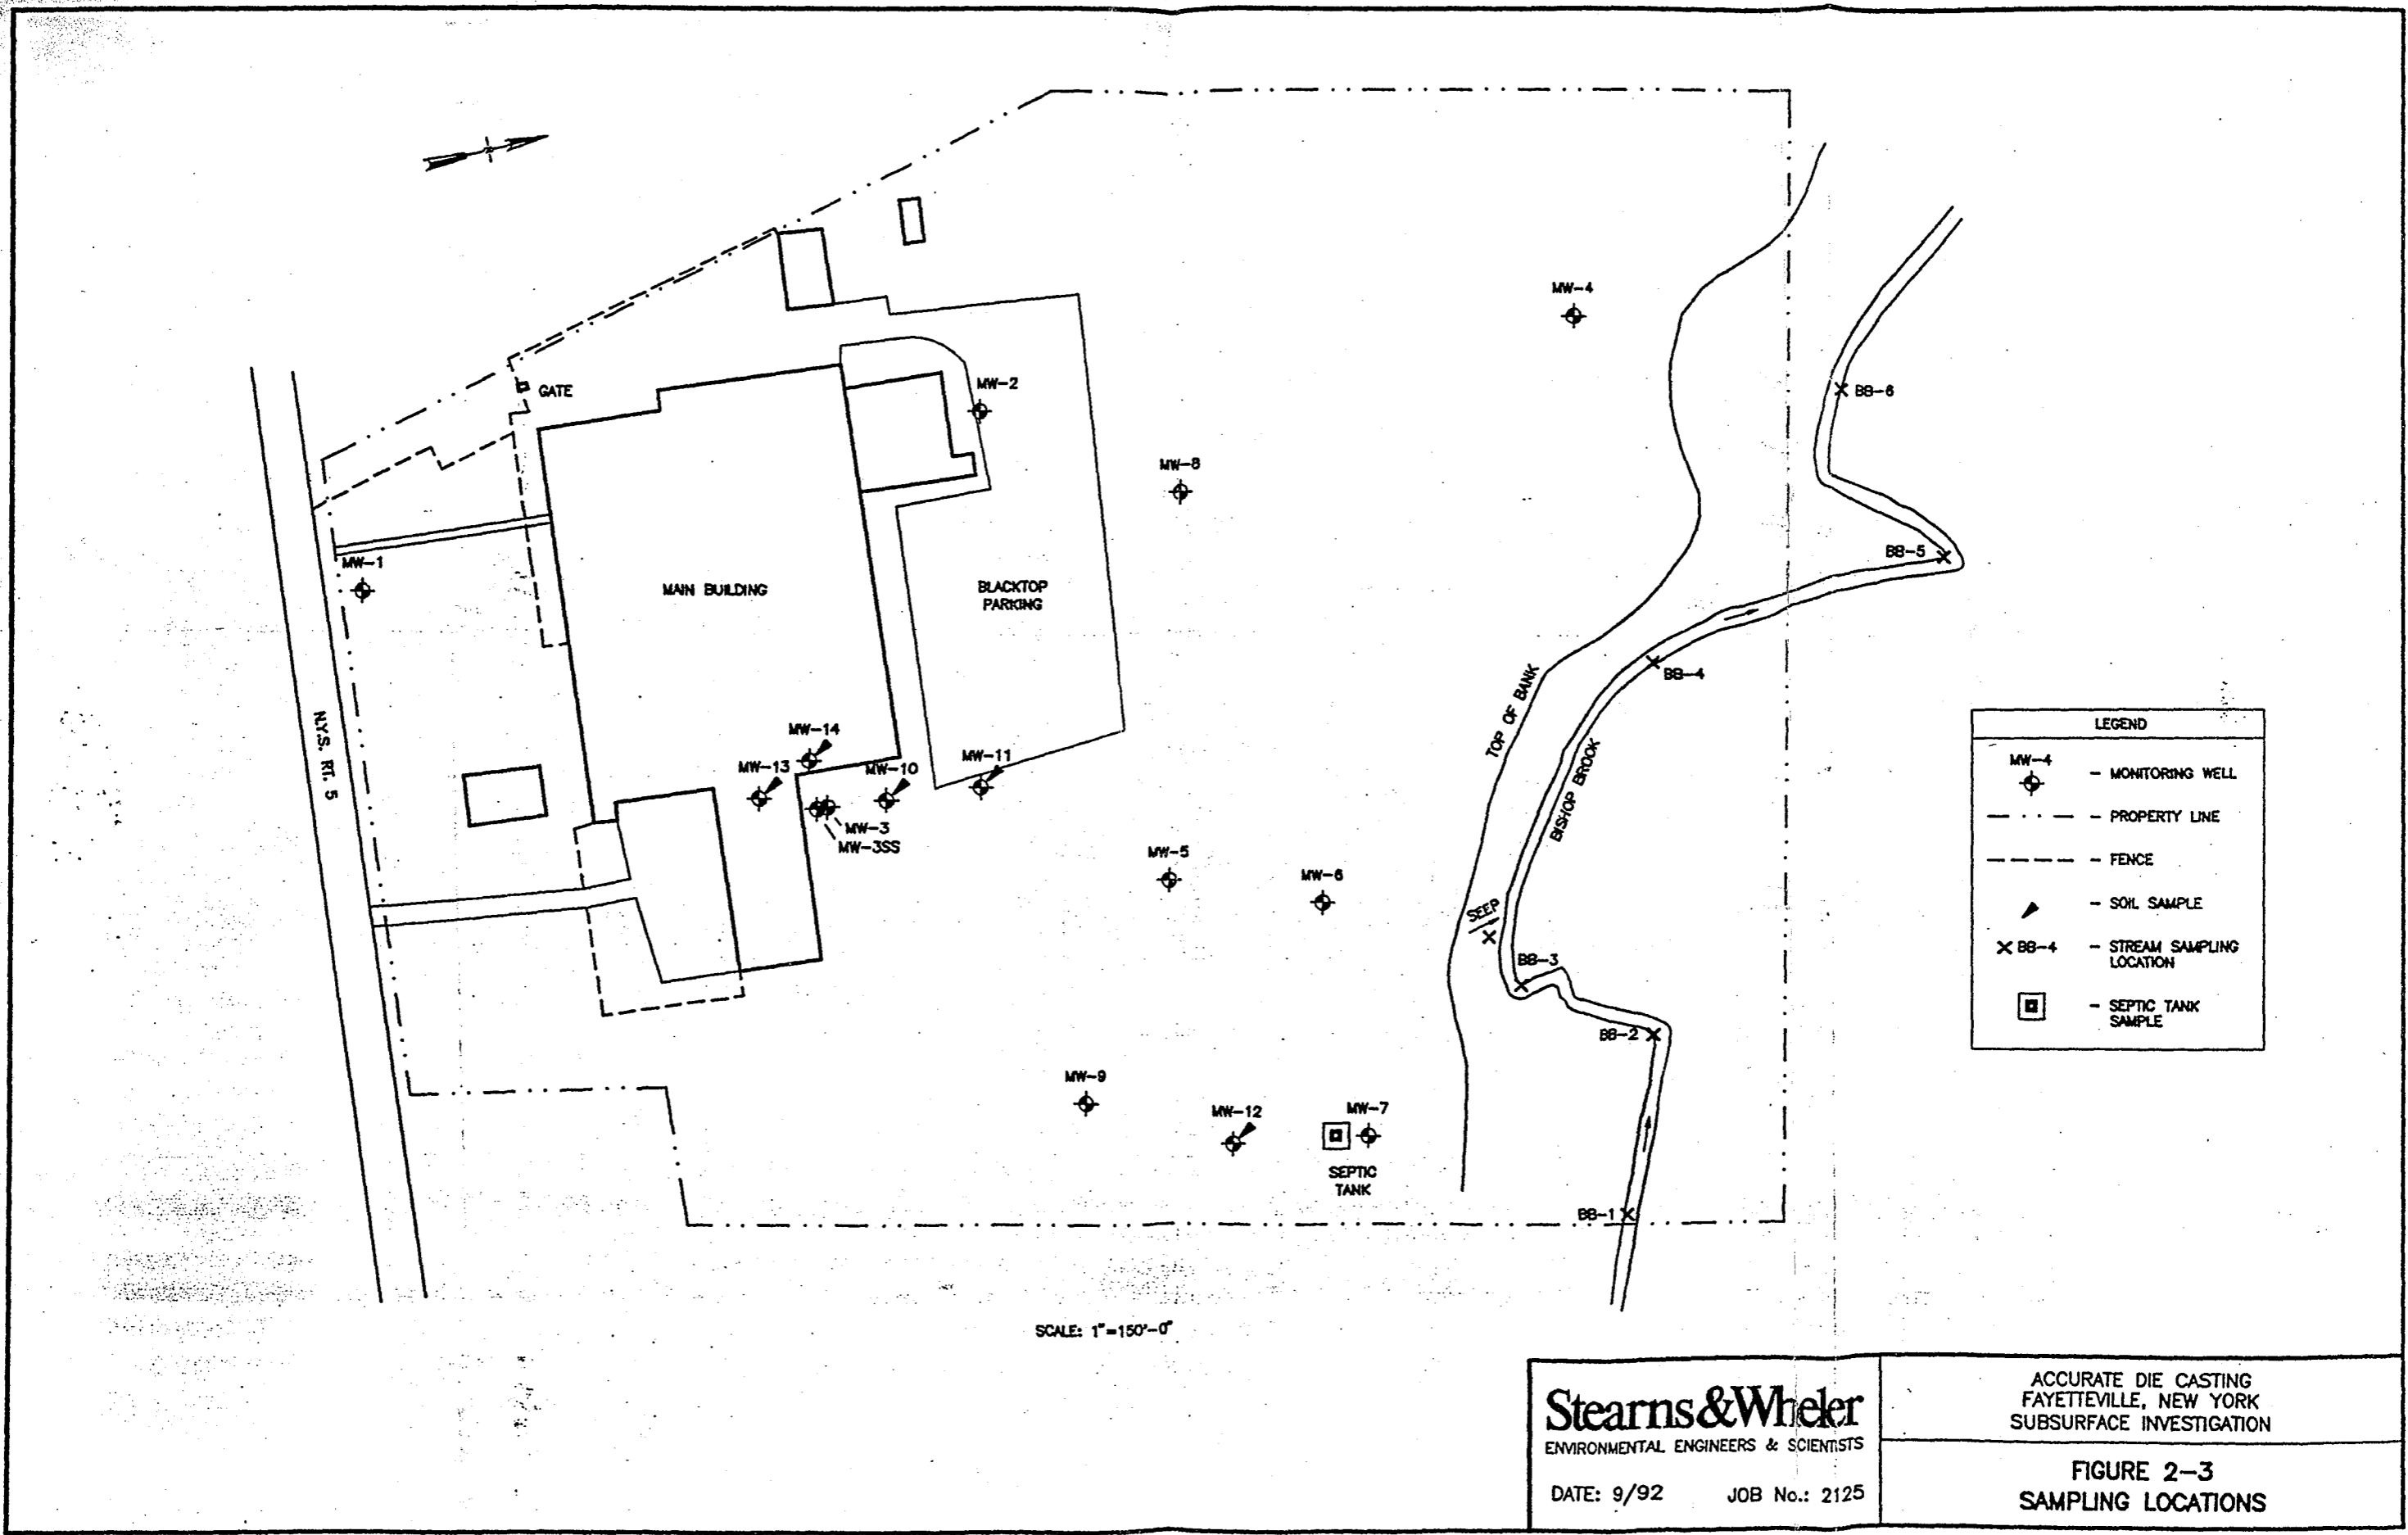 MW-4
GATE
MW-2
BB-6
MW-8
BB-5
MW-1
MAIN BUILDING
BLACKTOP
PARKING
TOP OF BANK
BB-4
N.Y.S. RT. 5
MW-14
MW-13
MW-10
MW-11
BISHOP BROOK
MW-3
MW-3SS
MW-5
MW-6
SEEP
BB-3
BB-2
MW-9
MW-12
MW-7
SEPTIC
TANK
BB-1
LEGEND
MW-4
- MONITORING WELL
- PROPERTY LINE
- FENCE
- SOIL SAMPLE
BB-4 - STREAM SAMPLING
LOCATION
- SEPTIC TANK
SAMPLE
SCALE: 1"=150'-0"
Stearns&Wheler
ENVIRONMENTAL ENGINEERS & SCIENTISTS
DATE: 9/92 JOB No.: 2125
ACCURATE DIE CASTING
FAYETTEVILLE, NEW YORK
SUBSURFACE INVESTIGATION
FIGURE 2-3
SAMPLING LOCATIONS